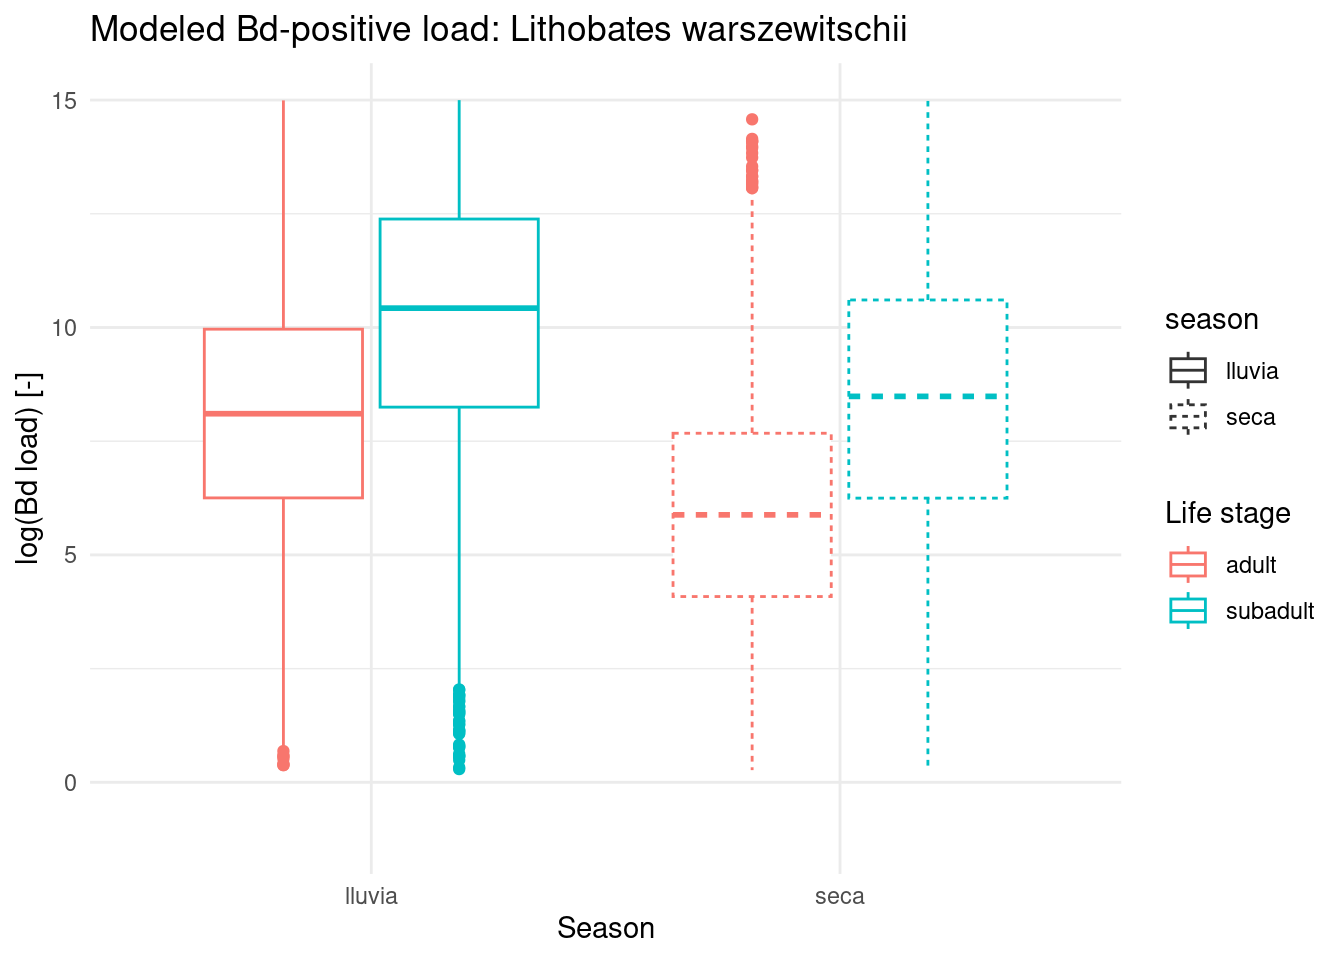 Modeled Bd-positive load: Lithobates warszewitschii
log(Bd load) [-]
15
10
5
0
lluvia
seca
Season
season
lluvia
seca
Life stage
adult
subadult